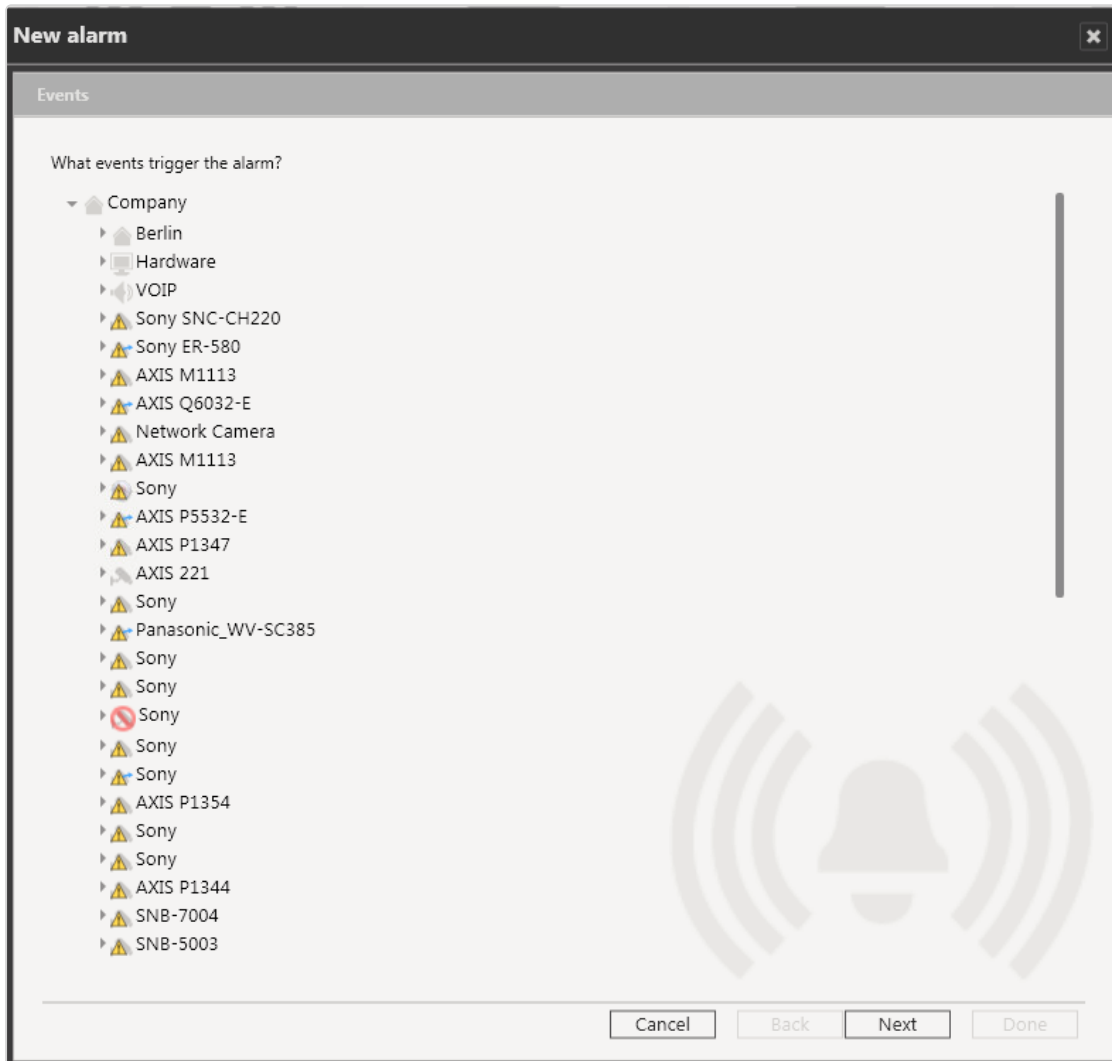 New alarm
Events
What events trigger the alarm?
Company
Berlin
Hardware
VOIP
Sony SNC-CH220
Sony ER-580
AXIS M1113
AXIS Q6032-E
Network Camera
AXIS M1113
Sony
AXIS P5532-E
AXIS P1347
AXIS 221
Sony
Panasonic_WV-SC385
Sony
Sony
Sony
Sony
Sony
AXIS P1354
Sony
Sony
AXIS P1344
SNB-7004
SNB-5003
Cancel Back Next Done